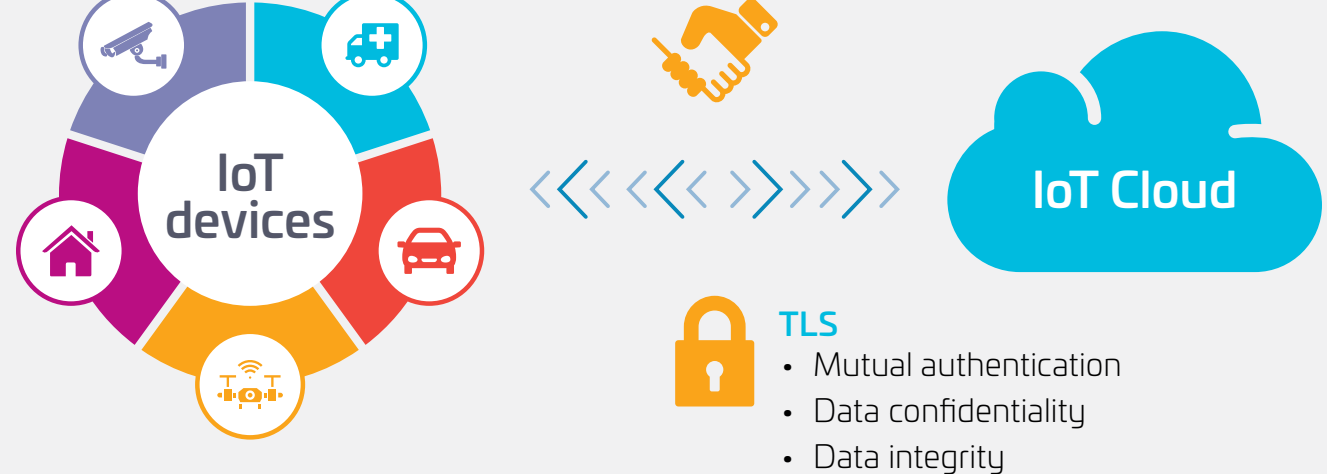 IoT
devices
IoT Cloud
TLS
• Mutual authentication
• Data confidentiality
• Data integrity